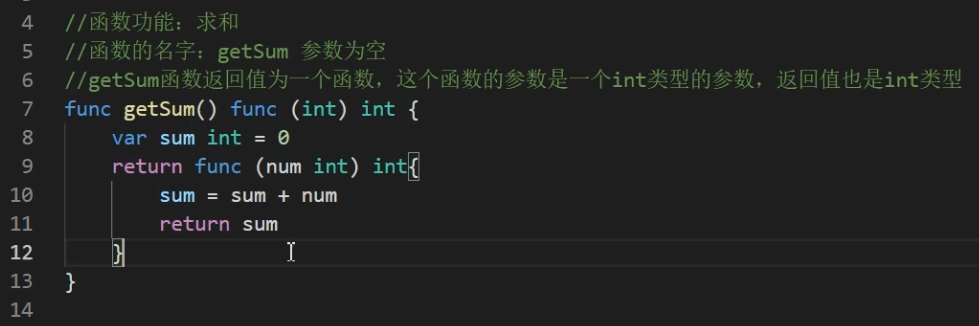 4 //函数功能：求和
5 //函数的名字：getSum 参数为空
6 //getSum函数返回值为一个函数，这个函数的参数是一个int类型的参数，返回值也是int类型
7 func getSum() func (int) int {
8     var sum int = 0
9     return func (num int) int{
10         sum = sum + num
11         return sum
12     }
13 }
14